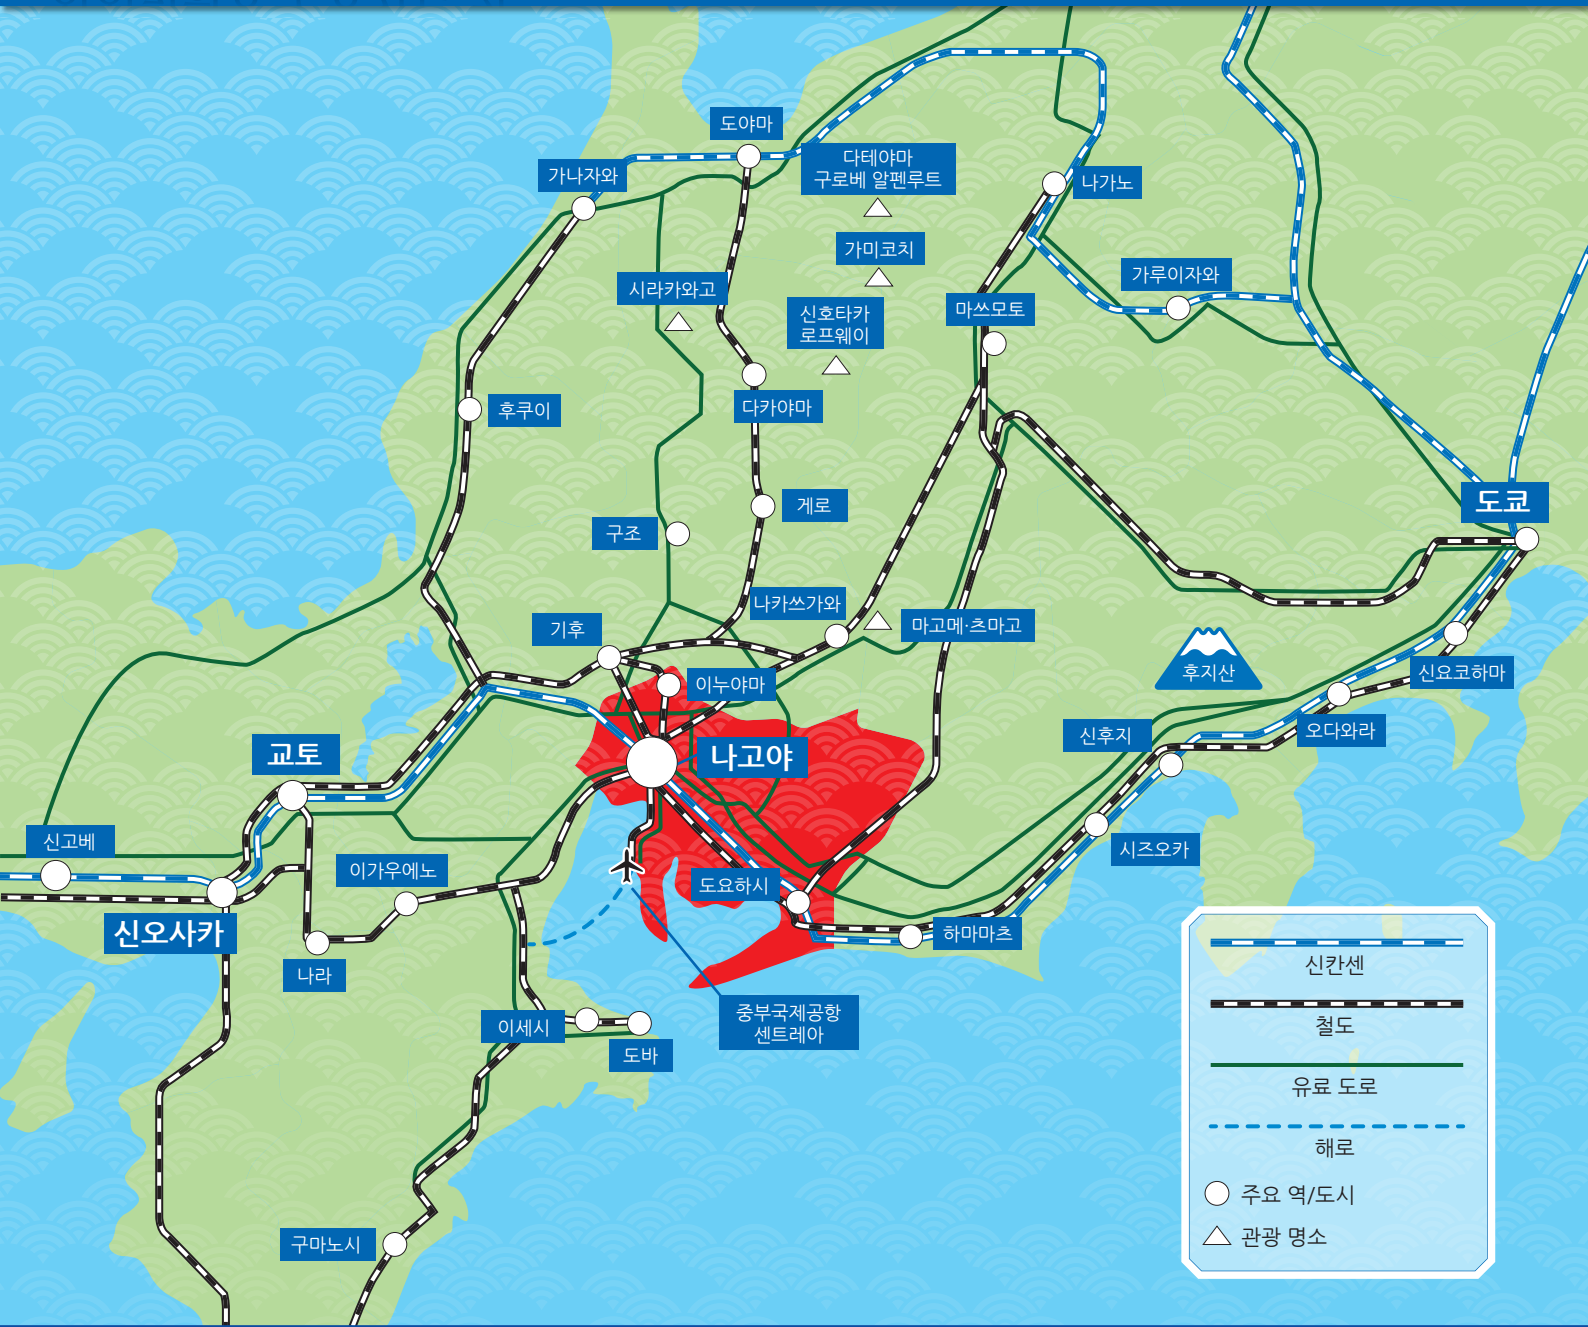 도야마
다테야마
구로베 알펜루트
가나자와
나가노
가미코치
가루이자와
시라카와고
신호타카
로프웨이
마쓰모토
후쿠이
다카야마
도쿄
게로
구조
나카쓰가와
마고메·츠마고
기후
후지산
신요코하마
이누야마
오다와라
신후지
교토
나고야
신고베
시즈오카
이가우에노
도요하시
신오사카
하마마츠
나라
중부국제공항
센트레아
이세시
도바
구마노시
신칸센
철도
유료 도로
해로
주요 역/도시
관광 명소